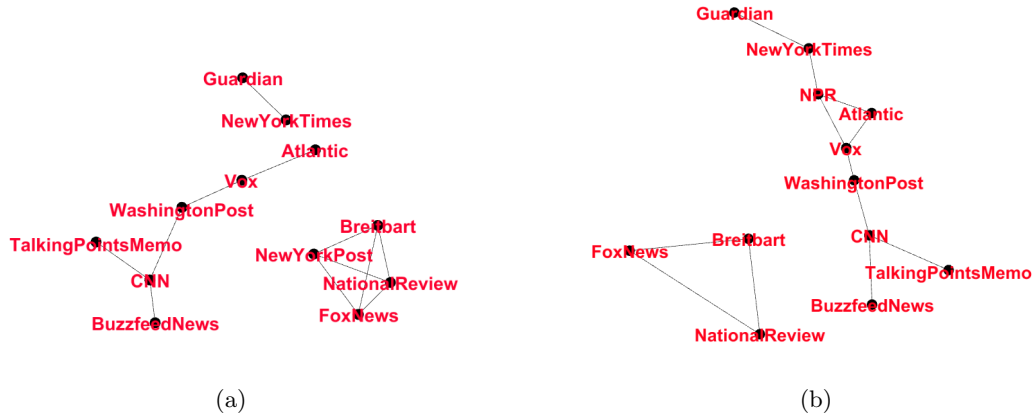 Guardian
NewYorkTimes
Atlantic
Vox
WashingtonPost
TalkingPointsMemo
CNN
BuzzfeedNews
Breitbart
NewYorkPost
NationalReview
FoxNews
(a)
Guardian
NewYorkTimes
NPR
Atlantic
Vox
WashingtonPost
CNN
TalkingPointsMemo
BuzzfeedNews
Breitbart
FoxNews
NationalReview
(b)